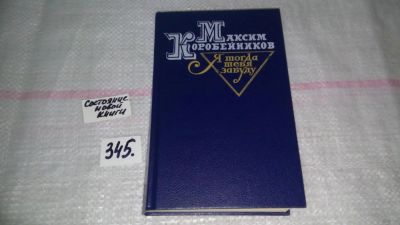 Максим
Коробейников
Я тогда
тебя
забуду
Состояние
новой
книги
345.